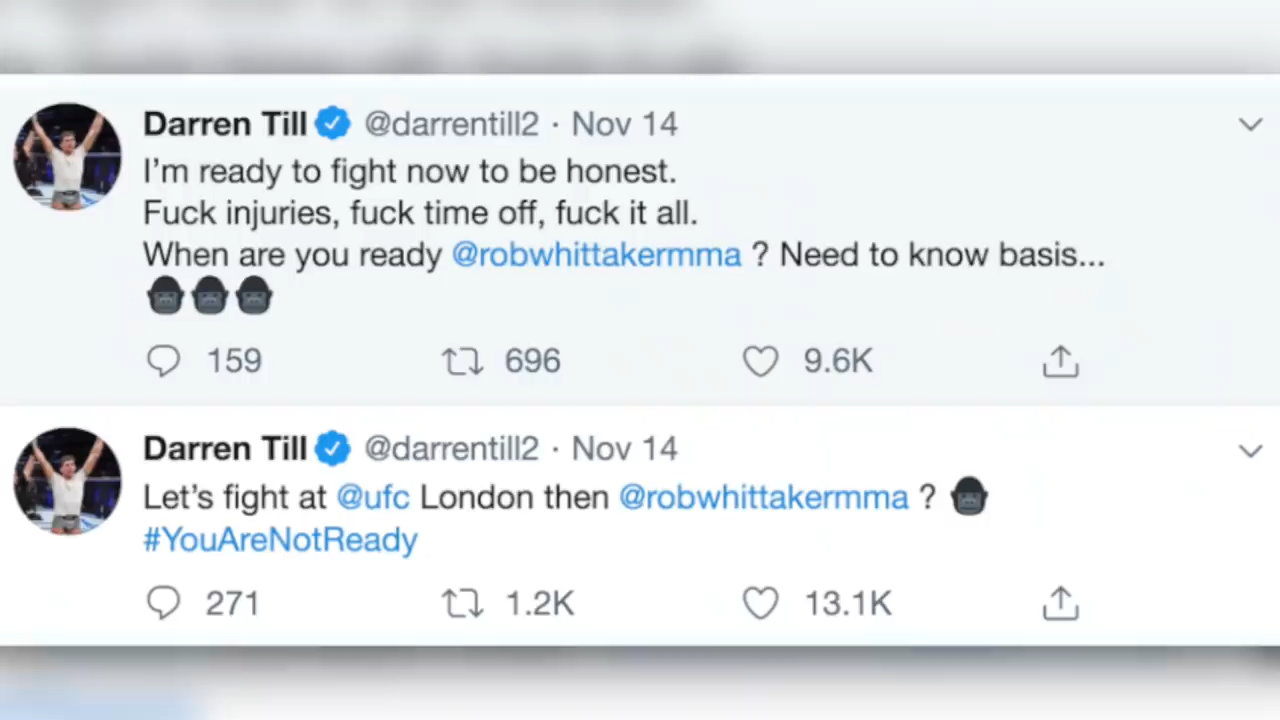 Darren Till @darrentill2 · Nov 14
I'm ready to fight now to be honest.
Fuck injuries, fuck time off, fuck it all.
When are you ready @robwhittakermma ? Need to know basis...
🦍🦍🦍
159 696 9.6K
Darren Till @darrentill2 · Nov 14
Let's fight at @ufc London then @robwhittakermma ? 🦍
#YouAreNotReady
271 1.2K 13.1K